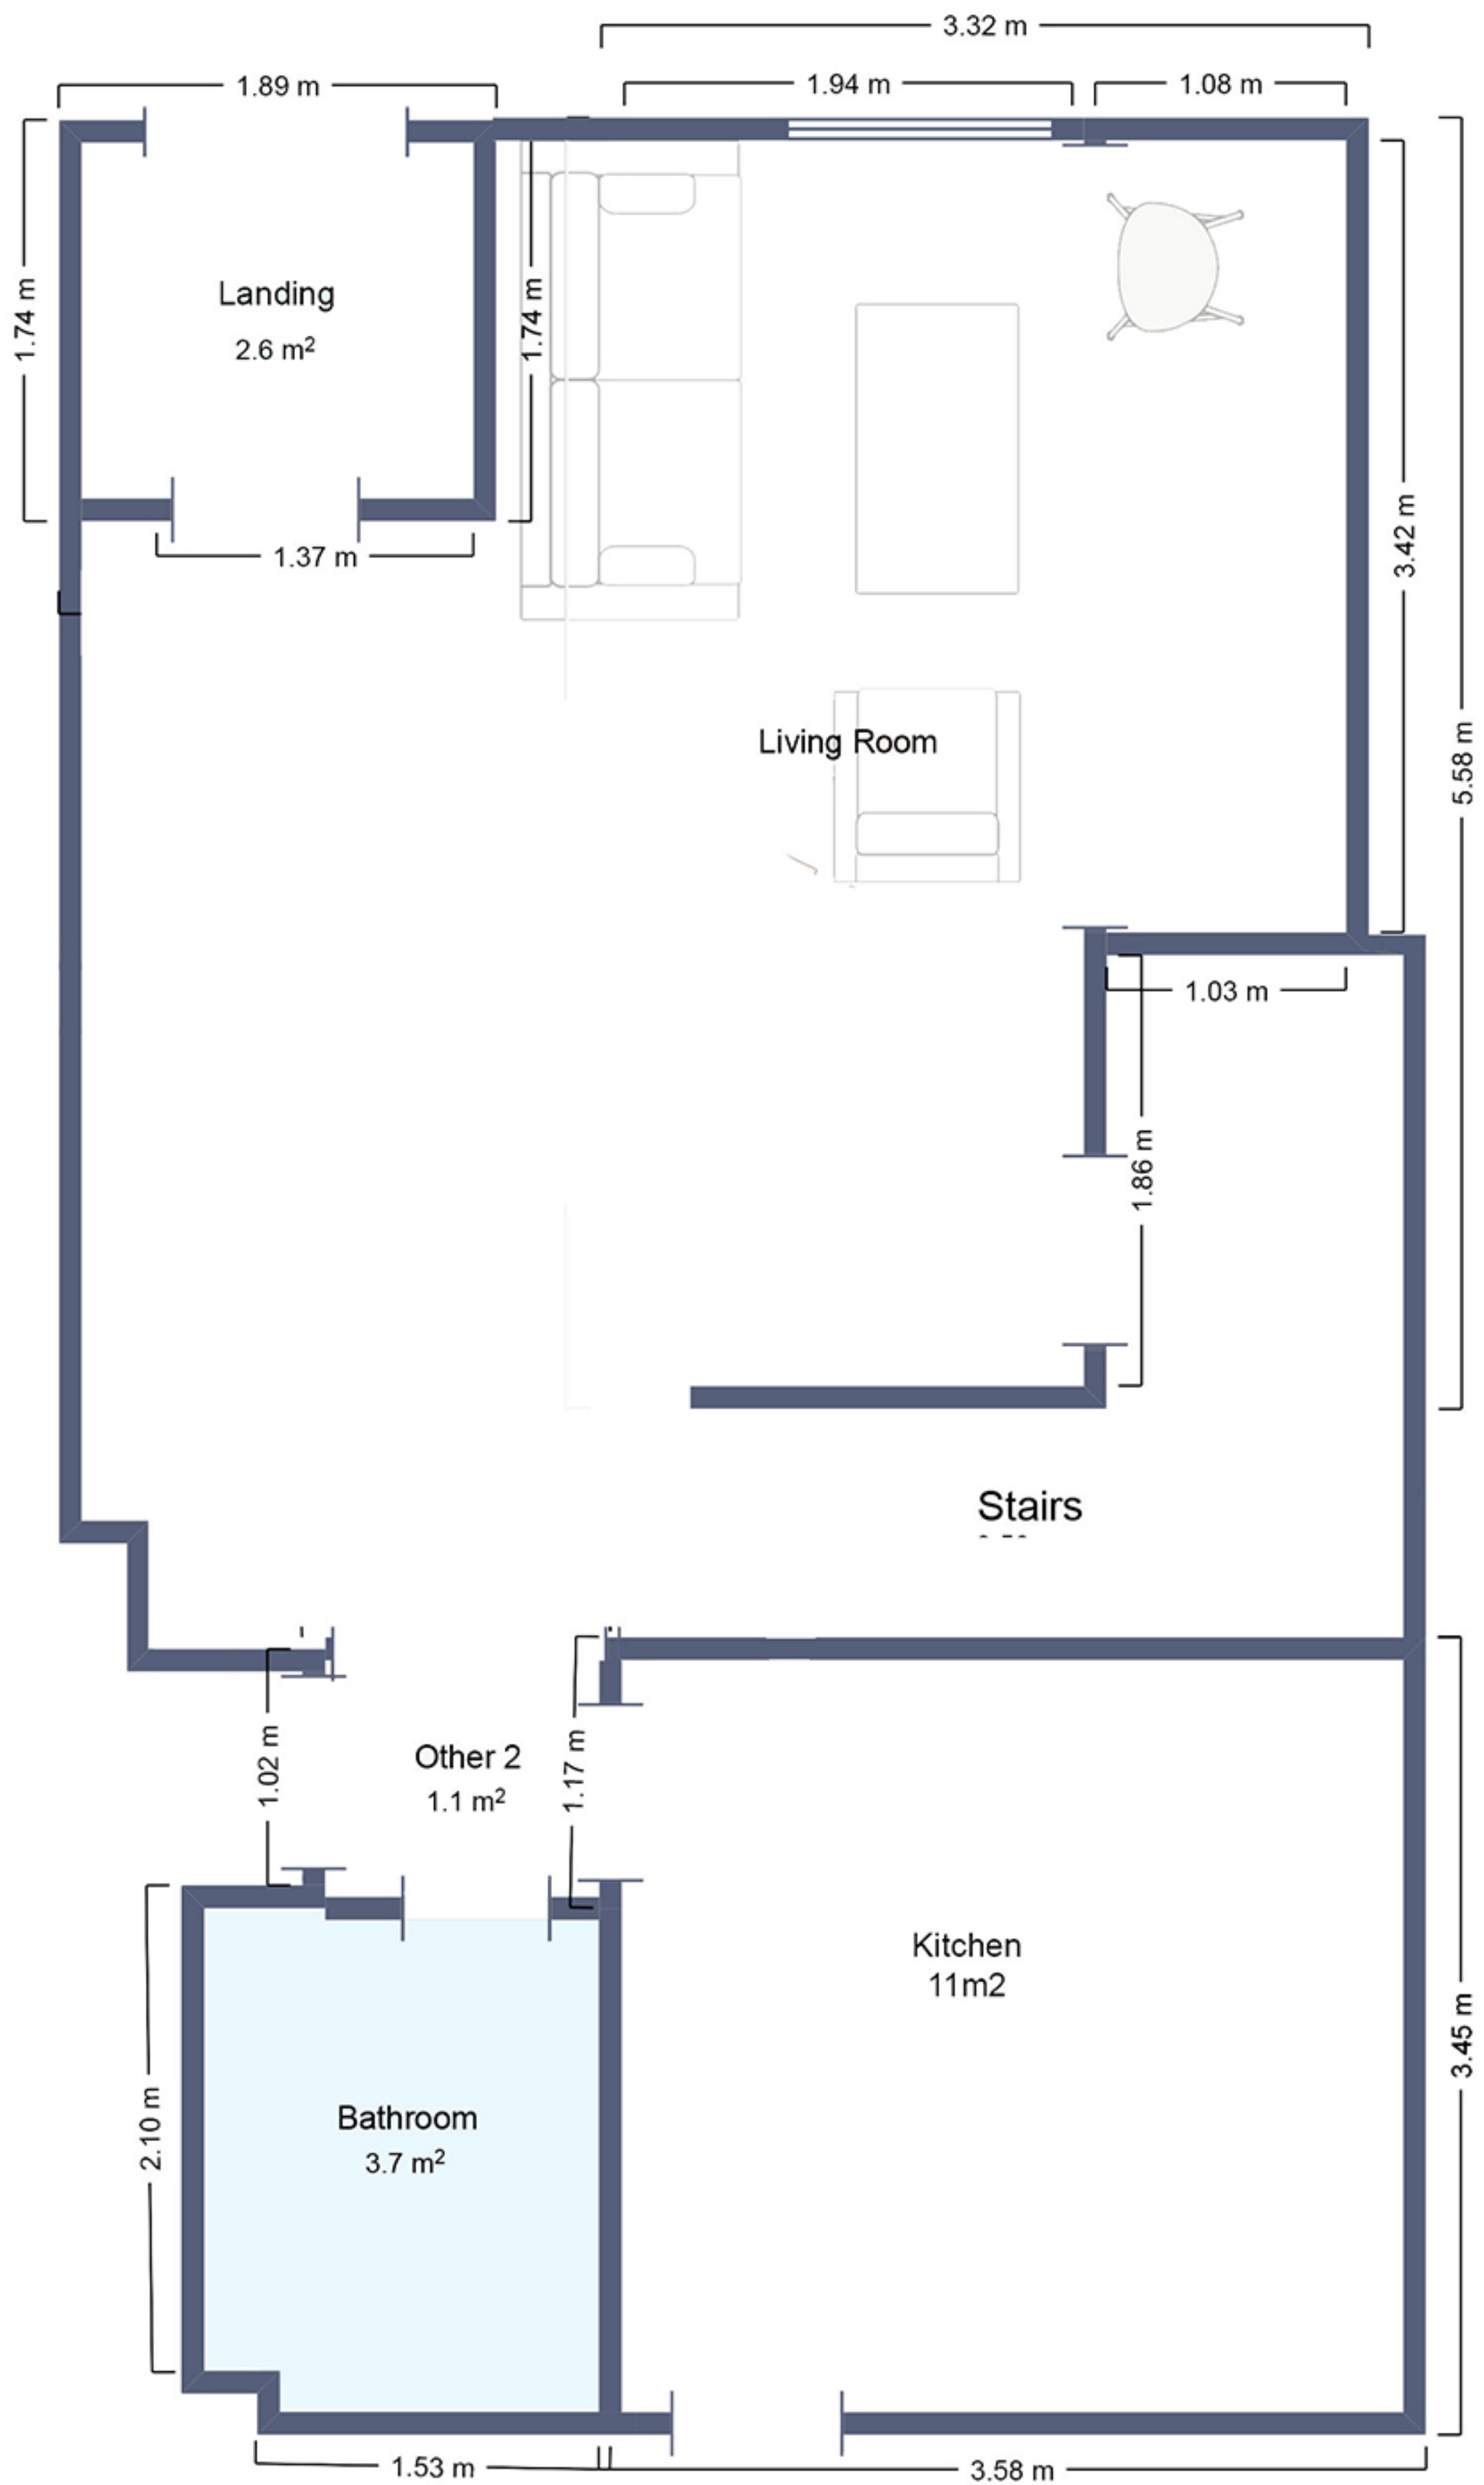 3.32 m
1.89 m
1.94 m
1.08 m
1.74 m
Landing
2.6 m²
1.74 m
1.37 m
3.42 m
5.58 m
Living Room
1.03 m
1.86 m
Stairs
1.02 m
Other 2
1.1 m²
1.17 m
Kitchen
11m2
3.45 m
2.10 m
Bathroom
3.7 m²
1.53 m
3.58 m